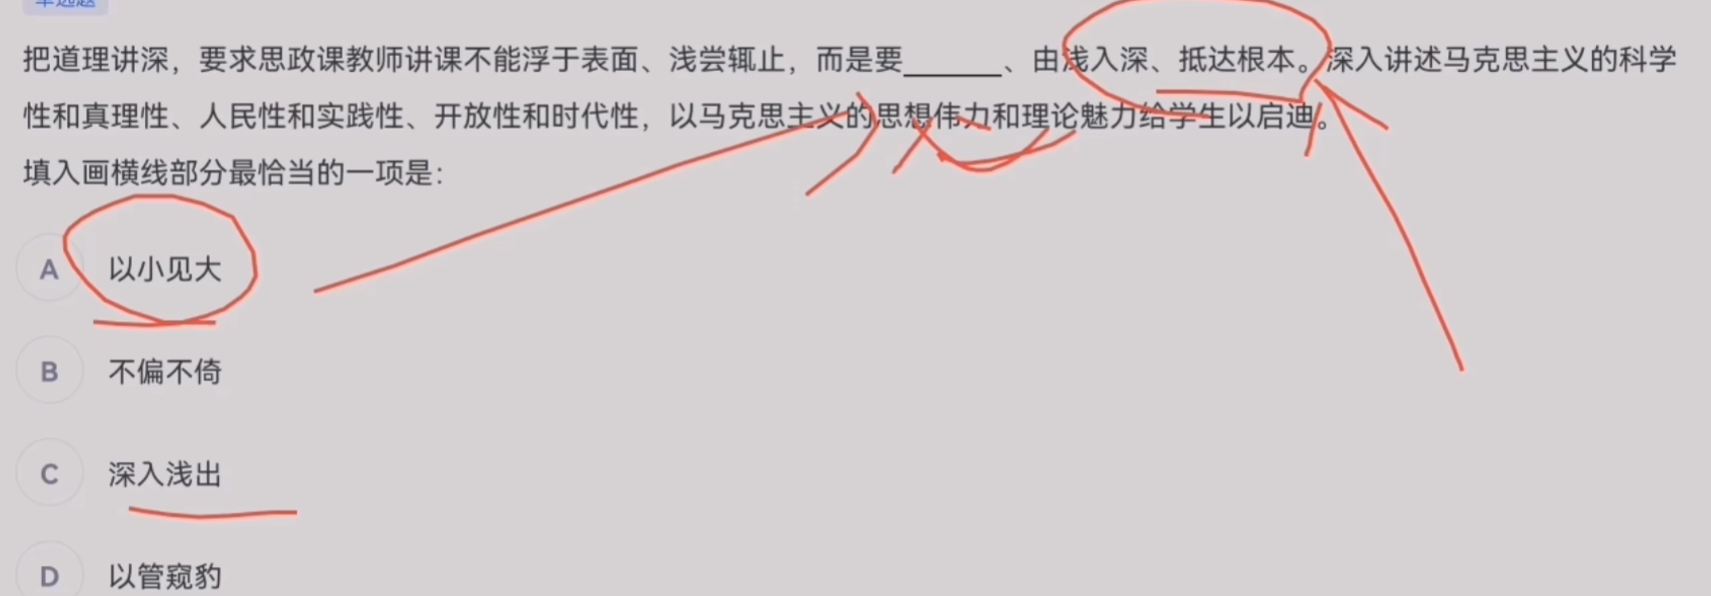 单选题
把道理讲深，要求思政课教师讲课不能浮于表面、浅尝辄止，而是要______、由浅入深、抵达根本。深入讲述马克思主义的科学
性和真理性、人民性和实践性、开放性和时代性，以马克思主义的思想伟力和理论魅力给学生以启迪。
填入画横线部分最恰当的一项是：
A 以小见大
B 不偏不倚
C 深入浅出
D 以管窥豹